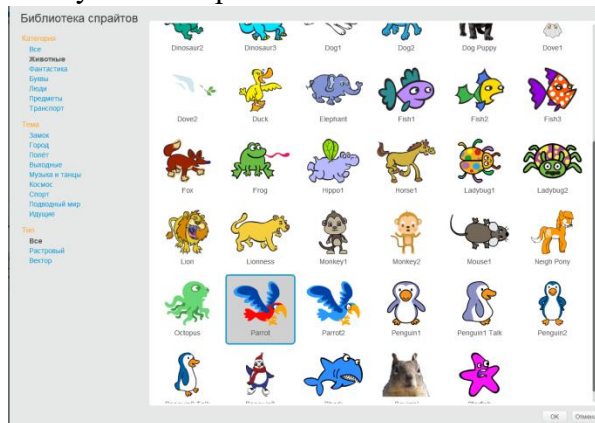 Библиотека спрайтов
Категория
Все
Животные
Фантастика
Буквы
Люди
Предметы
Транспорт
Тема
Замок
Город
Полёт
Выходные
Музыка и танцы
Космос
Спорт
Подводный мир
Идущие
Тип
Все
Растровый
Вектор
Dinosaur2 Dinosaur3 Dog1 Dog2 Dog Puppy Dove1
Dove2 Duck Elephant Fish1 Fish2 Fish3
Fox Frog Hippo1 Horse1 Ladybug1 Ladybug2
Lion Lionness Monkey1 Monkey2 Mouse1 Neigh Pony
Octopus Parrot Parrot2 Penguin1 Penguin1 Talk Penguin2
OK Отмена